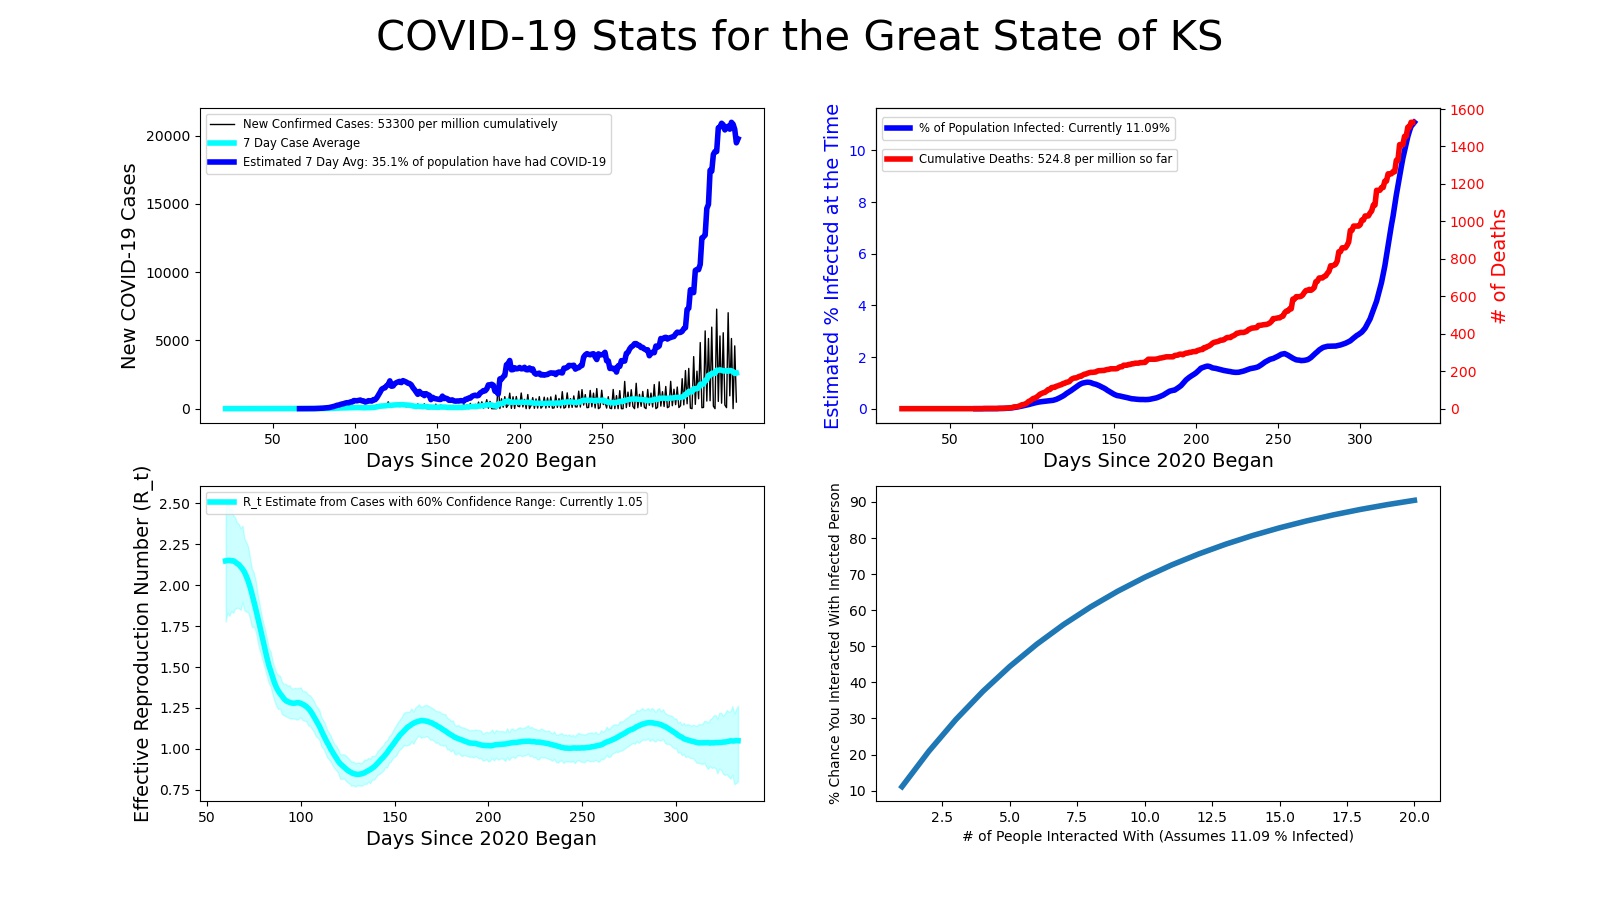 COVID-19 Stats for the Great State of KS
New COVID-19 Cases
20000
15000
10000
5000
0
New Confirmed Cases: 53300 per million cumulatively
7 Day Case Average
Estimated 7 Day Avg: 35.1% of population have had COVID-19
50 100 150 200 250 300
Days Since 2020 Began
Estimated % Infected at the Time
10
8
6
4
2
0
% of Population Infected: Currently 11.09%
Cumulative Deaths: 524.8 per million so far
1600
1400
1200
1000
800
600
400
200
0
# of Deaths
50 100 150 200 250 300
Days Since 2020 Began
Effective Reproduction Number (R_t)
2.50
2.25
2.00
1.75
1.50
1.25
1.00
0.75
R_t Estimate from Cases with 60% Confidence Range: Currently 1.05
50 100 150 200 250 300
Days Since 2020 Began
% Chance You Interacted With Infected Person
90
80
70
60
50
40
30
20
10
2.5 5.0 7.5 10.0 12.5 15.0 17.5 20.0
# of People Interacted With (Assumes 11.09 % Infected)